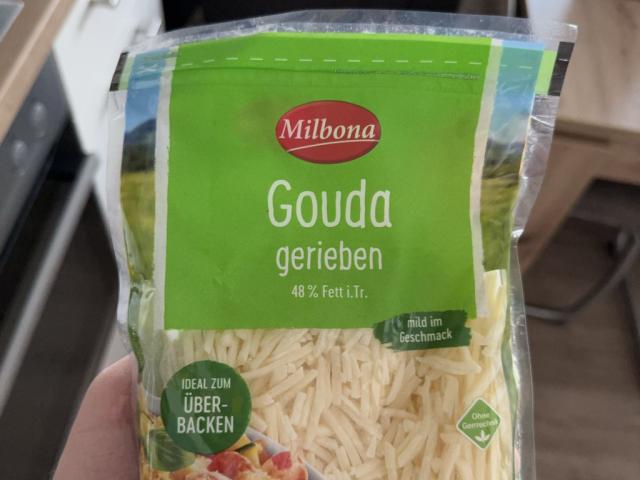 Milbona
Gouda
gerieben
48 % Fett i.Tr.
mild im
Geschmack
IDEAL ZUM
ÜBER-
BACKEN
Ohne
Gentechnik